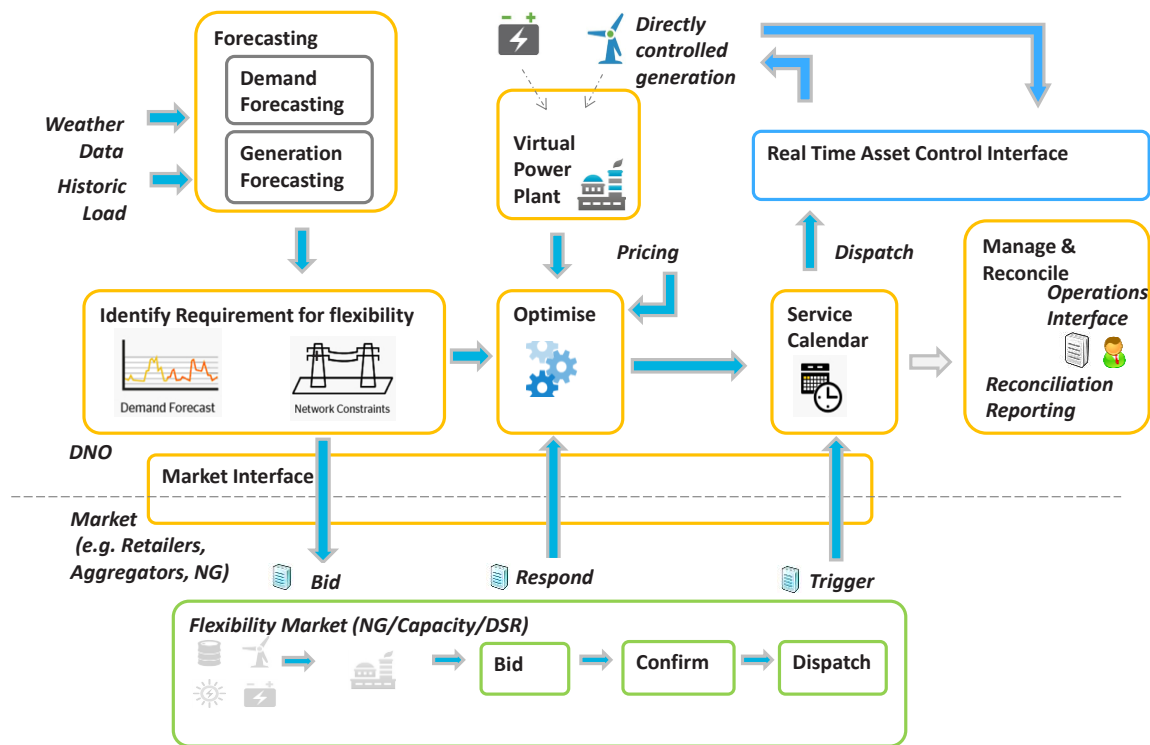 Forecasting
Demand
Forecasting
Generation
Forecasting
Weather
Data
Historic
Load
Directly
controlled
generation
Virtual
Power
Plant
Real Time Asset Control Interface
Pricing
Dispatch
Manage &
Reconcile
Operations
Interface
Reconciliation
Reporting
Identify Requirement for flexibility
Demand Forecast
Network Constraints
Optimise
Service
Calendar
DNO
Market Interface
Market
(e.g. Retailers,
Aggregators, NG)
Bid
Respond
Trigger
Flexibility Market (NG/Capacity/DSR)
Bid
Confirm
Dispatch